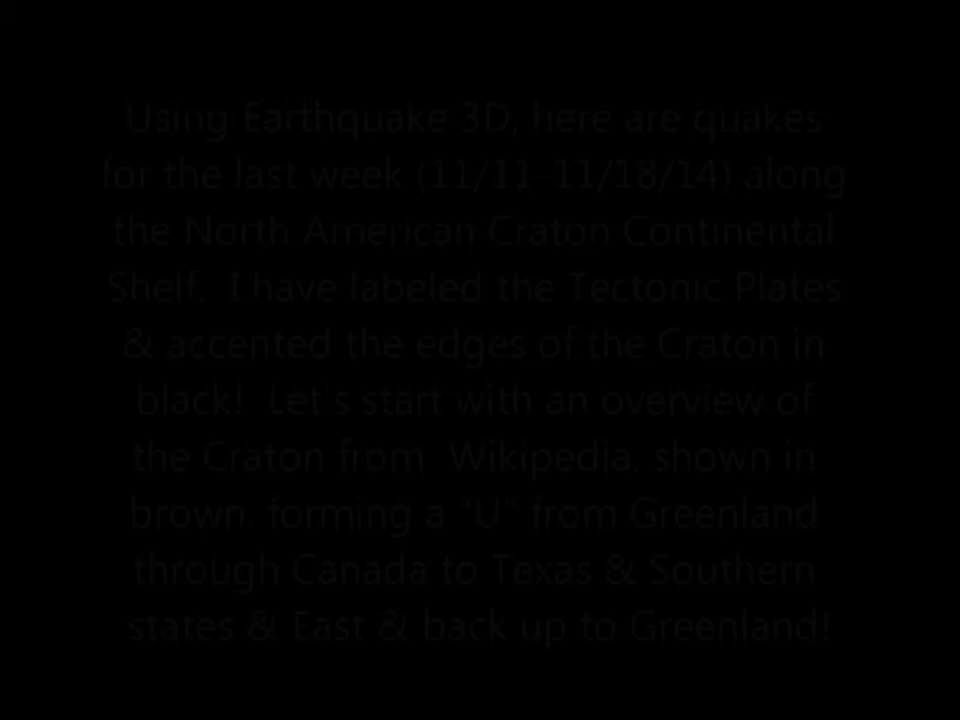 Using Earthquake 3D, here are quakes
for the last week (11/11-11/18/14) along
the North American Craton Continental
Shelf.  I have labeled the Tectonic Plates
& accented the edges of the Craton in
black!  Let's start with an overview of
the Craton from  Wikipedia, shown in
brown, forming a "U" from Greenland
through Canada to Texas & Southern
states & East & back up to Greenland!